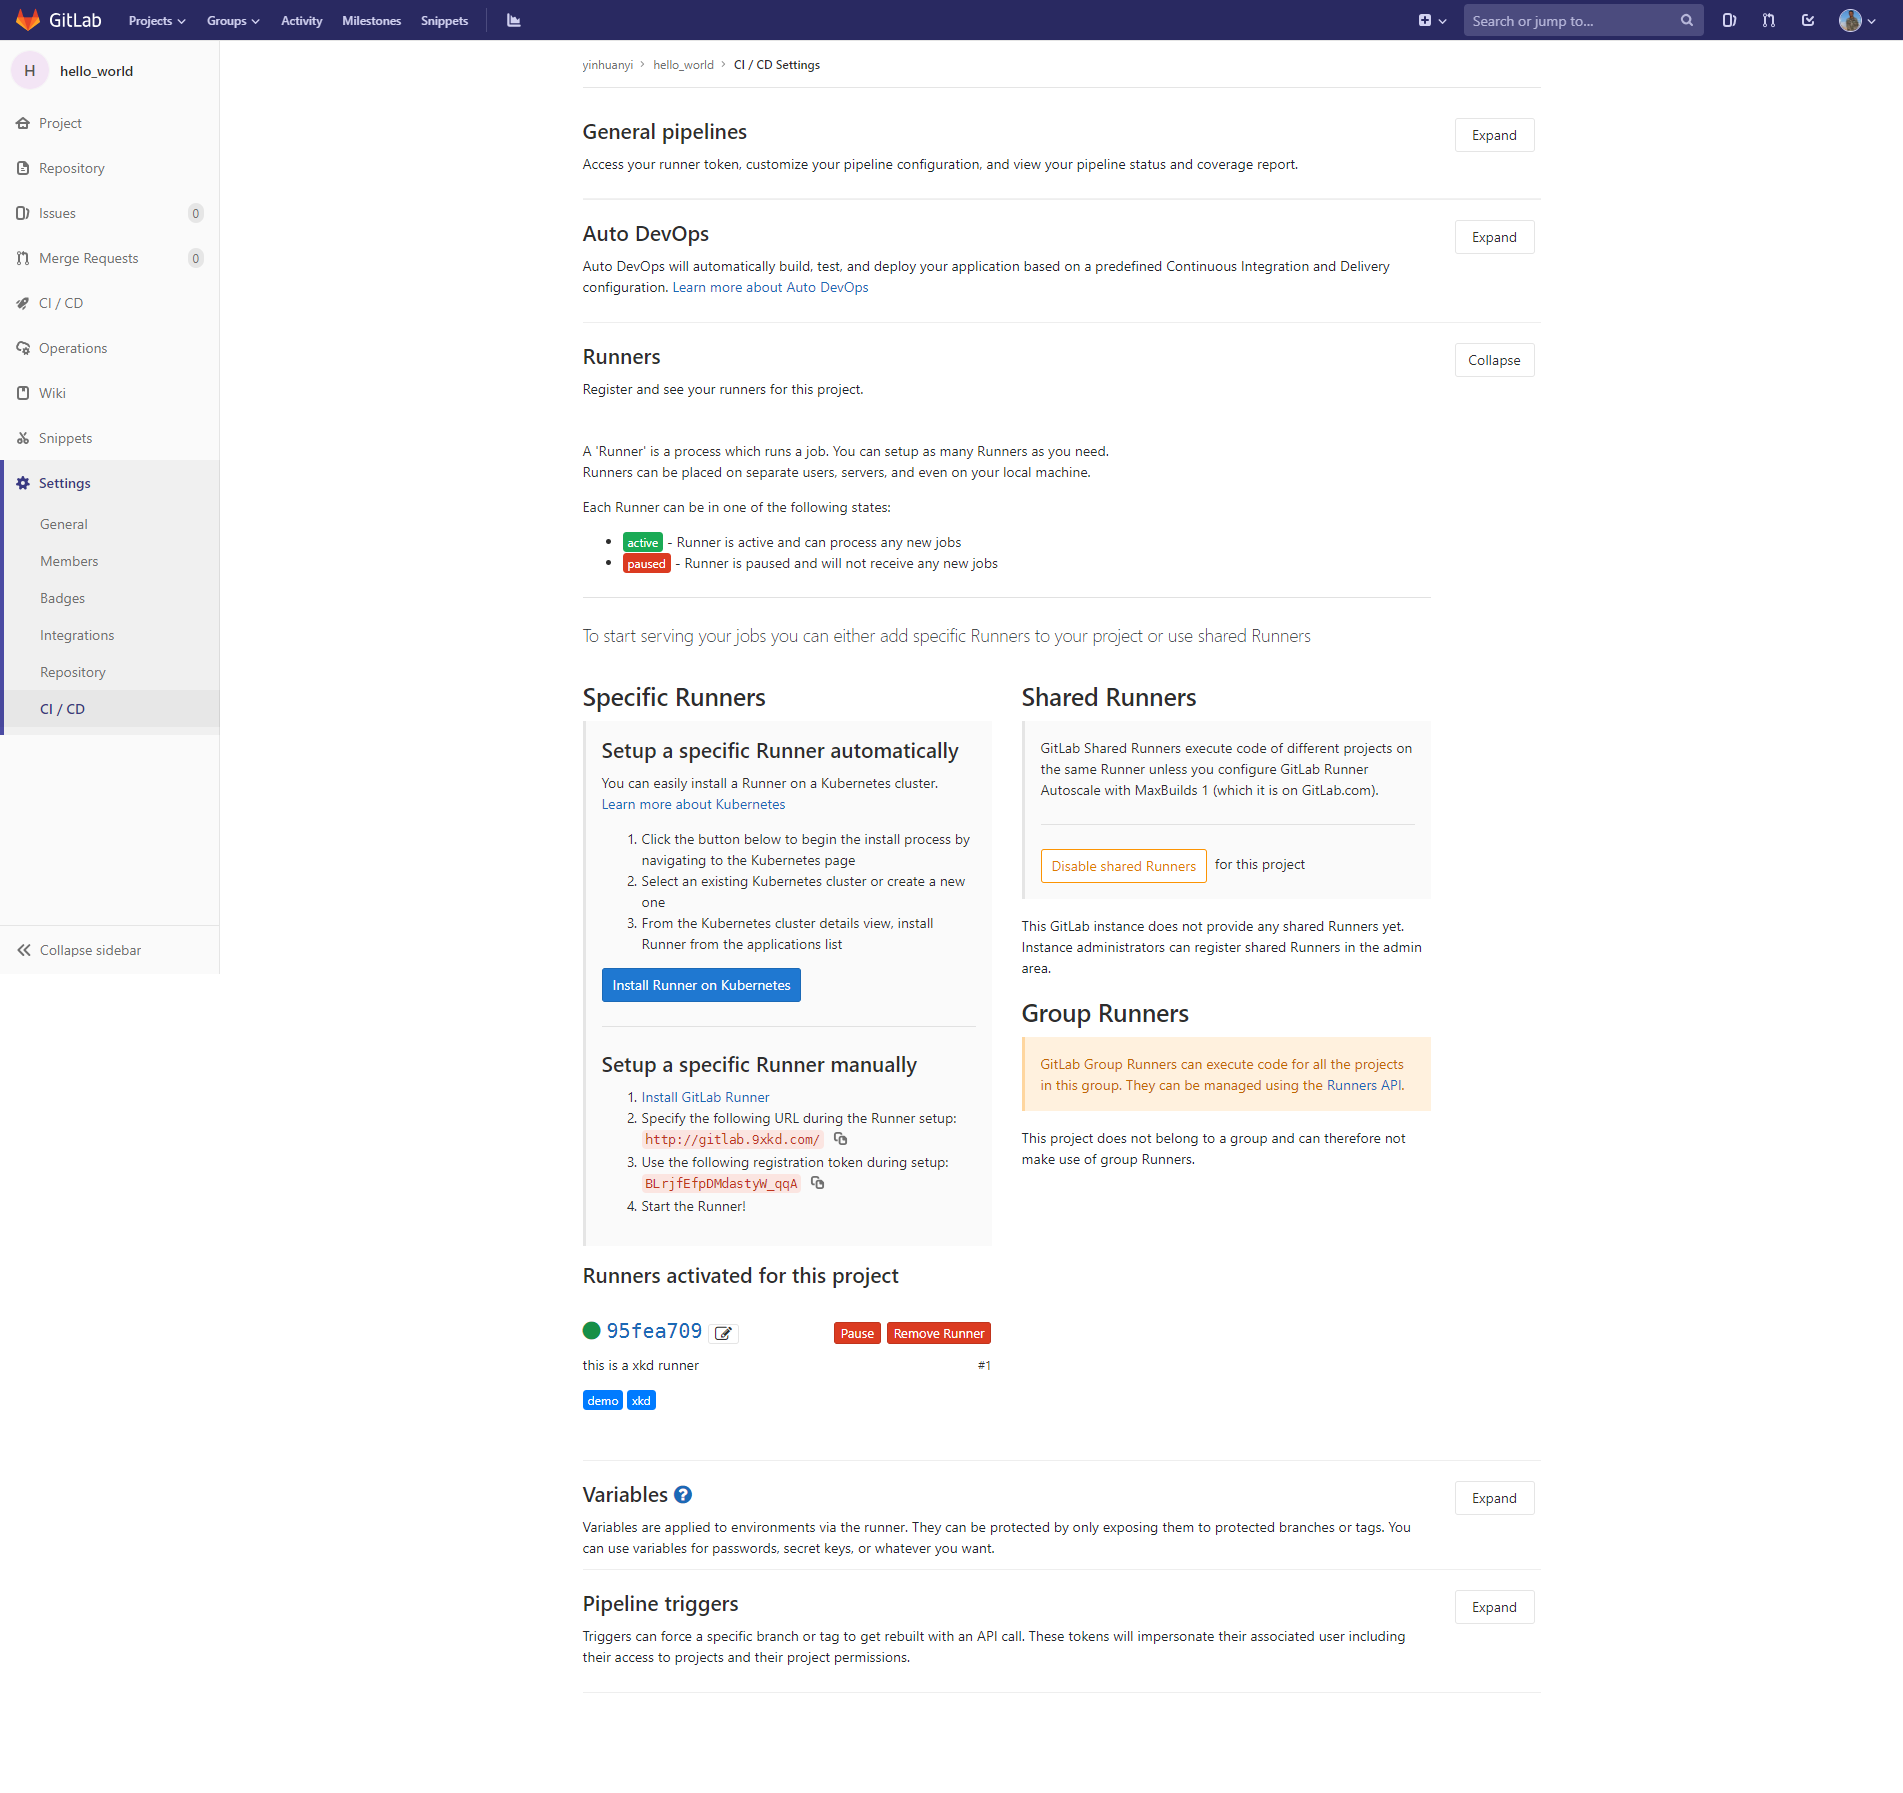 GitLab Projects Groups Activity Milestones Snippets Search or jump to...
H hello_world
Project
Repository
Issues 0
Merge Requests 0
CI / CD
Operations
Wiki
Snippets
Settings
General
Members
Badges
Integrations
Repository
CI / CD
Collapse sidebar
yinhuanyi › hello_world › CI / CD Settings
General pipelines
Expand
Access your runner token, customize your pipeline configuration, and view your pipeline status and coverage report.
Auto DevOps
Expand
Auto DevOps will automatically build, test, and deploy your application based on a predefined Continuous Integration and Delivery
configuration. Learn more about Auto DevOps
Runners
Collapse
Register and see your runners for this project.
A 'Runner' is a process which runs a job. You can setup as many Runners as you need.
Runners can be placed on separate users, servers, and even on your local machine.
Each Runner can be in one of the following states:
• active - Runner is active and can process any new jobs
• paused - Runner is paused and will not receive any new jobs
To start serving your jobs you can either add specific Runners to your project or use shared Runners
Specific Runners
Setup a specific Runner automatically
You can easily install a Runner on a Kubernetes cluster.
Learn more about Kubernetes
1. Click the button below to begin the install process by
navigating to the Kubernetes page
2. Select an existing Kubernetes cluster or create a new
one
3. From the Kubernetes cluster details view, install
Runner from the applications list
Install Runner on Kubernetes
Setup a specific Runner manually
1. Install GitLab Runner
2. Specify the following URL during the Runner setup:
http://gitlab.9xkd.com/
3. Use the following registration token during setup:
BLrjfEfpDMdastyW_qqA
4. Start the Runner!
Shared Runners
GitLab Shared Runners execute code of different projects on
the same Runner unless you configure GitLab Runner
Autoscale with MaxBuilds 1 (which it is on GitLab.com).
Disable shared Runners for this project
This GitLab instance does not provide any shared Runners yet.
Instance administrators can register shared Runners in the admin
area.
Group Runners
GitLab Group Runners can execute code for all the projects
in this group. They can be managed using the Runners API.
This project does not belong to a group and can therefore not
make use of group Runners.
Runners activated for this project
95fea709 Pause Remove Runner
this is a xkd runner #1
demo xkd
Variables ?
Expand
Variables are applied to environments via the runner. They can be protected by only exposing them to protected branches or tags. You
can use variables for passwords, secret keys, or whatever you want.
Pipeline triggers
Expand
Triggers can force a specific branch or tag to get rebuilt with an API call. These tokens will impersonate their associated user including
their access to projects and their project permissions.